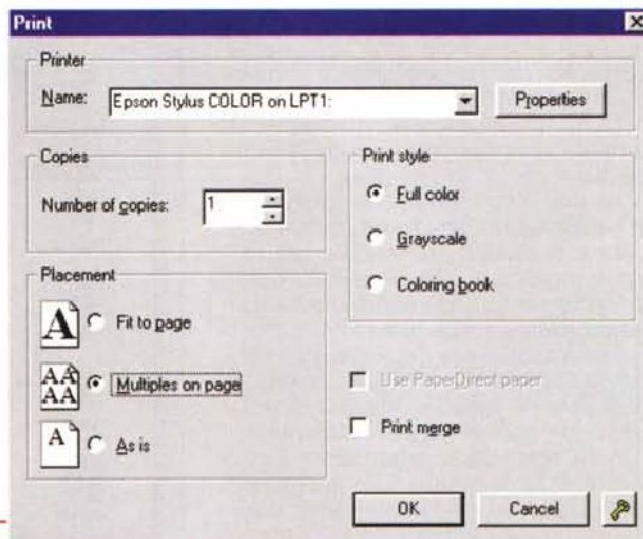 Print
Printer
Name: Epson Stylus COLOR on LPT1: Properties
Copies
Number of copies: 1
Print style
Full color
Grayscale
Coloring book
Placement
A Fit to page
AA
AA Multiples on page
A As is
Use PaperDirect paper
Print merge
OK Cancel